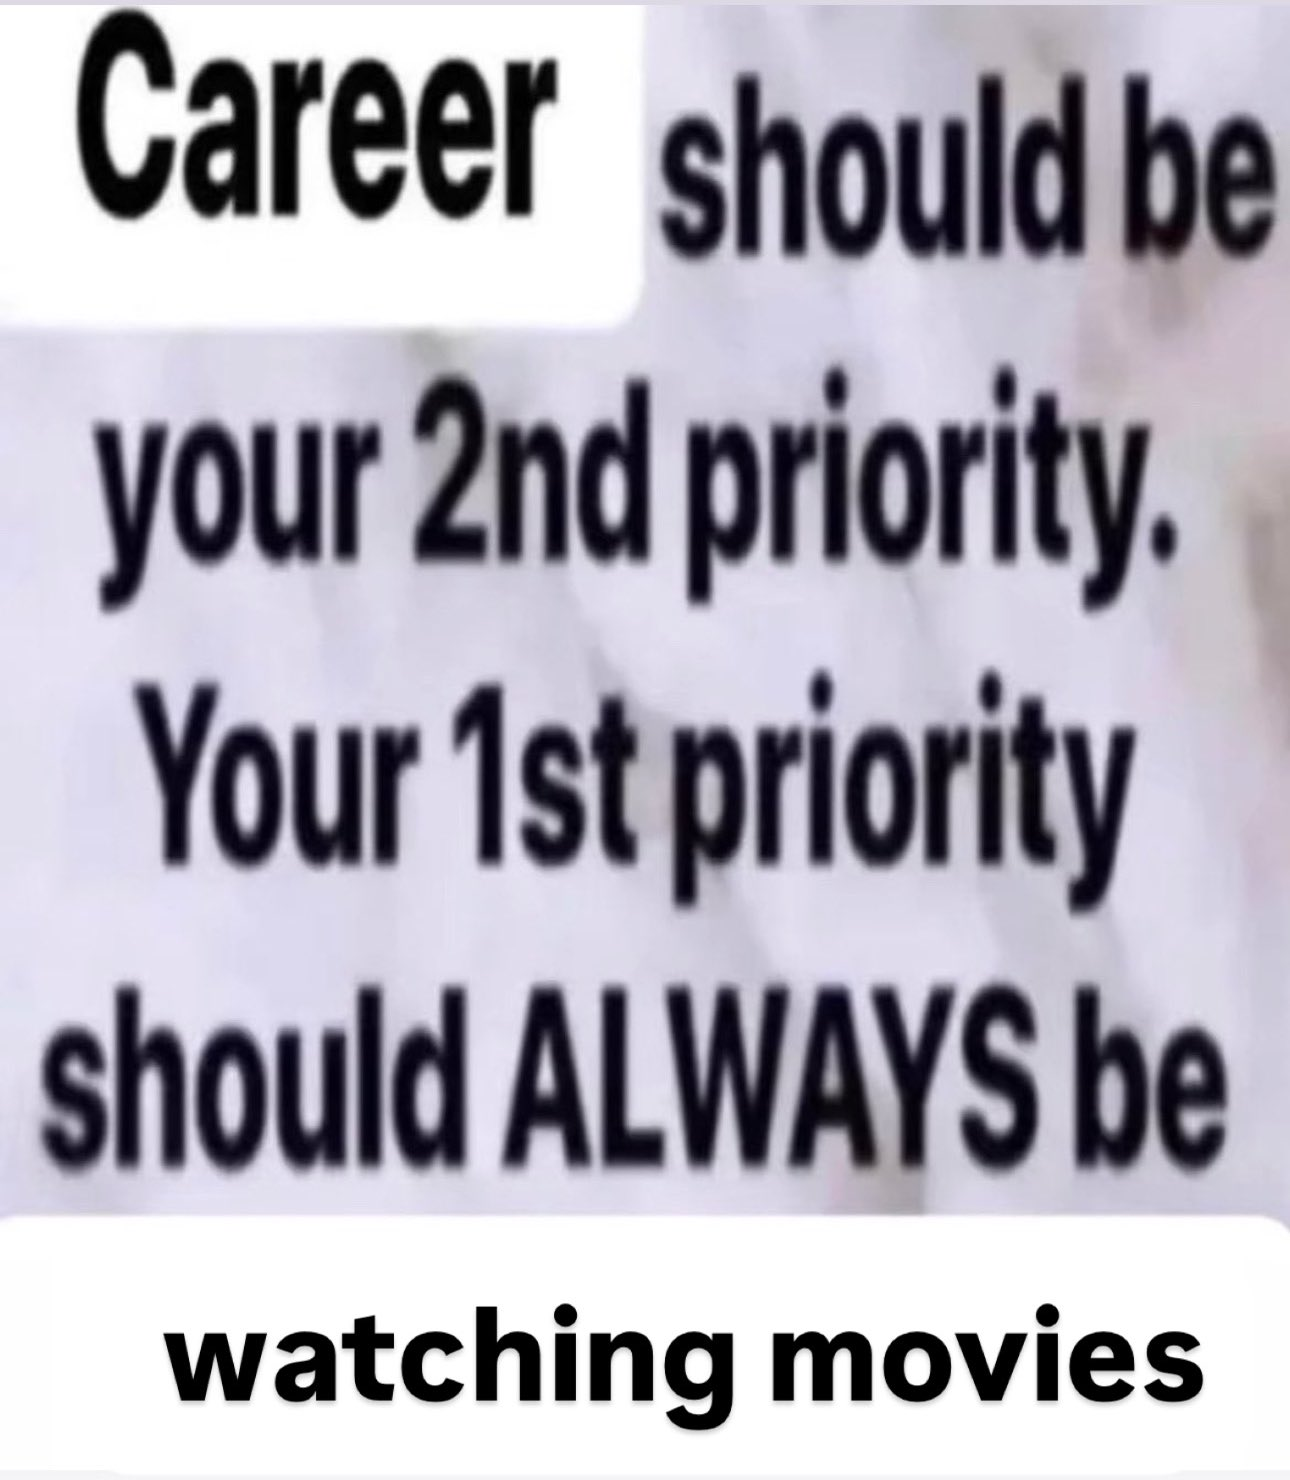 Career should be
your 2nd priority.
Your 1st priority
should ALWAYS be
watching movies